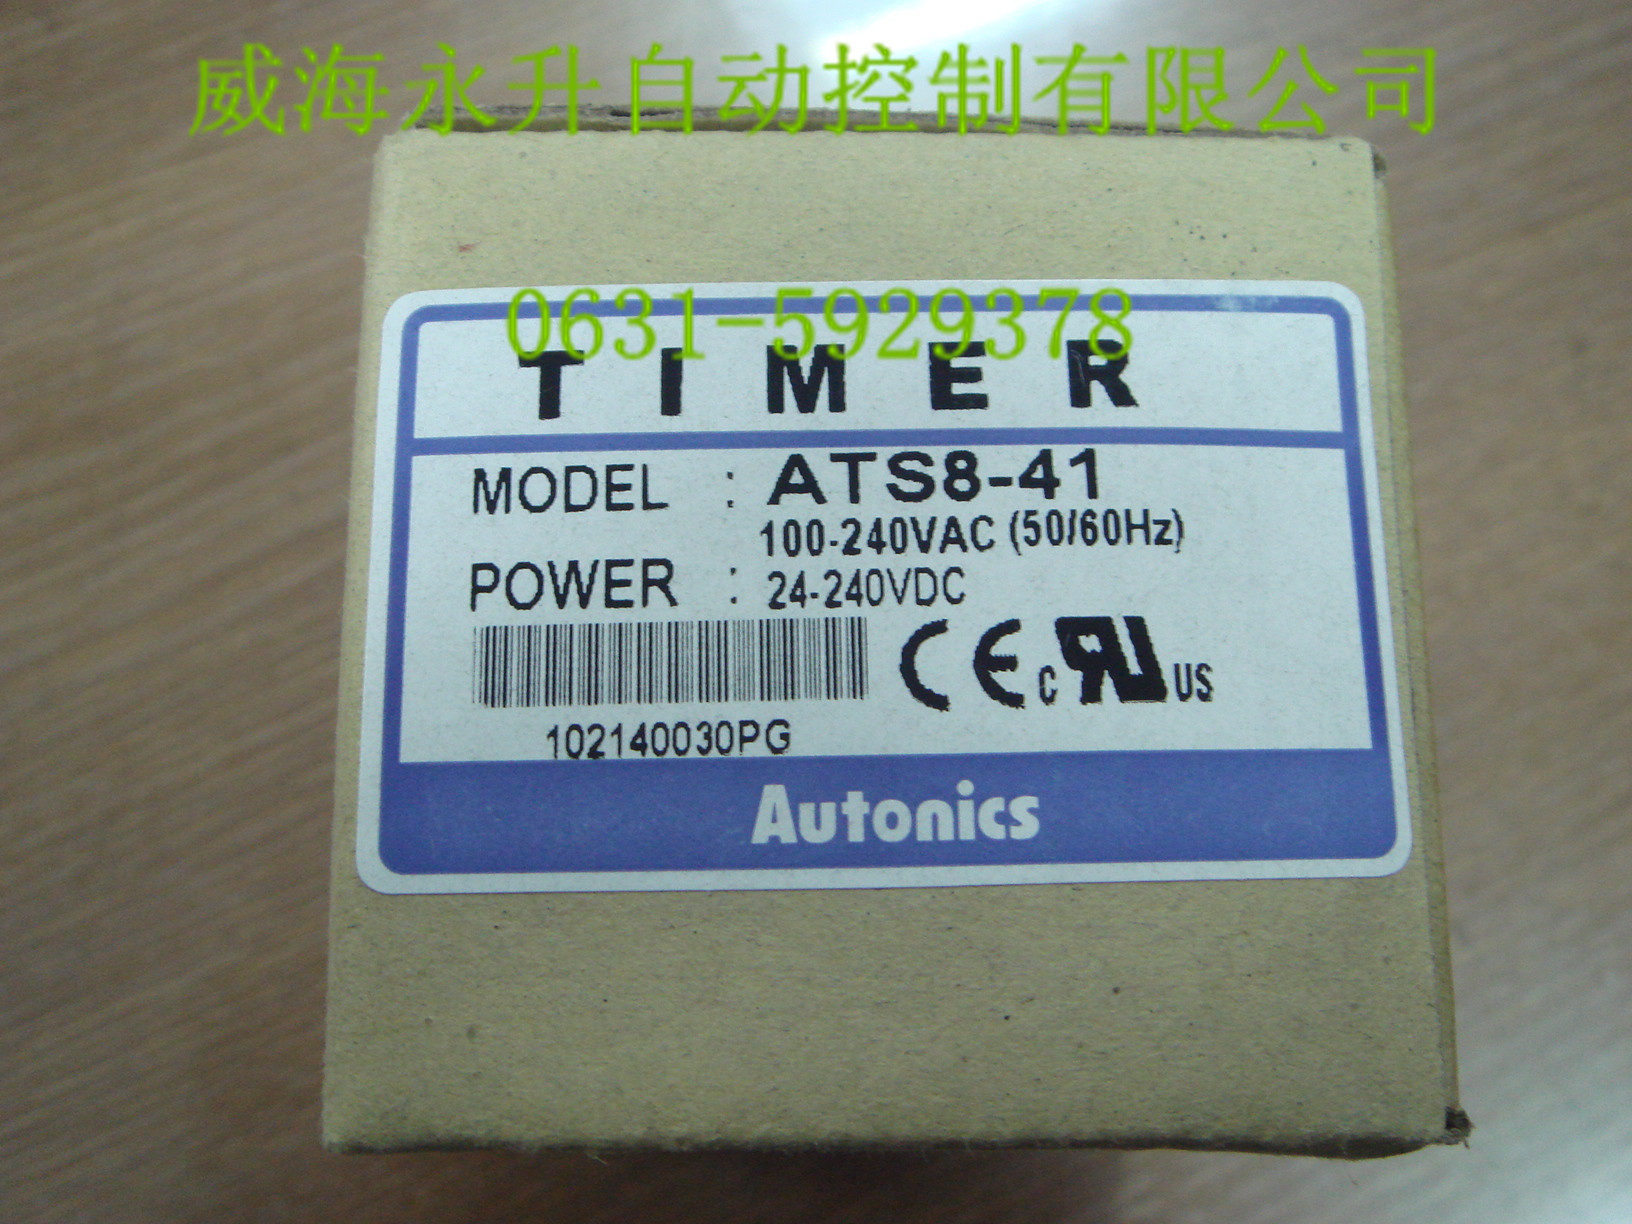 威海永升自动控制有限公司
0631-5929378
TIMER
MODEL : ATS8-41
100-240VAC (50/60Hz)
POWER : 24-240VDC
CE c RU US
102140030PG
Autonics